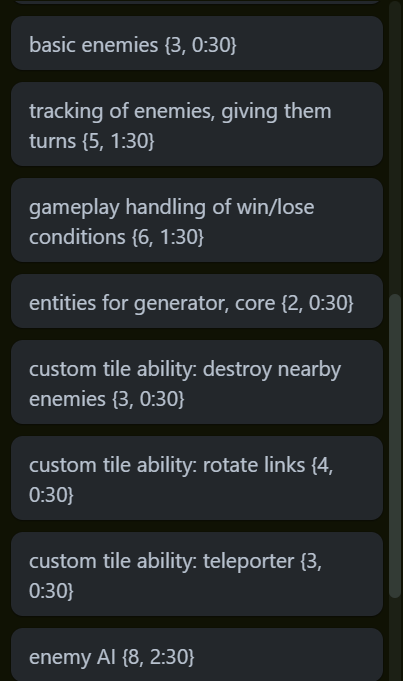 basic enemies {3, 0:30}
tracking of enemies, giving them
turns {5, 1:30}
gameplay handling of win/lose
conditions {6, 1:30}
entities for generator, core {2, 0:30}
custom tile ability: destroy nearby
enemies {3, 0:30}
custom tile ability: rotate links {4,
0:30}
custom tile ability: teleporter {3,
0:30}
enemy AI {8, 2:30}